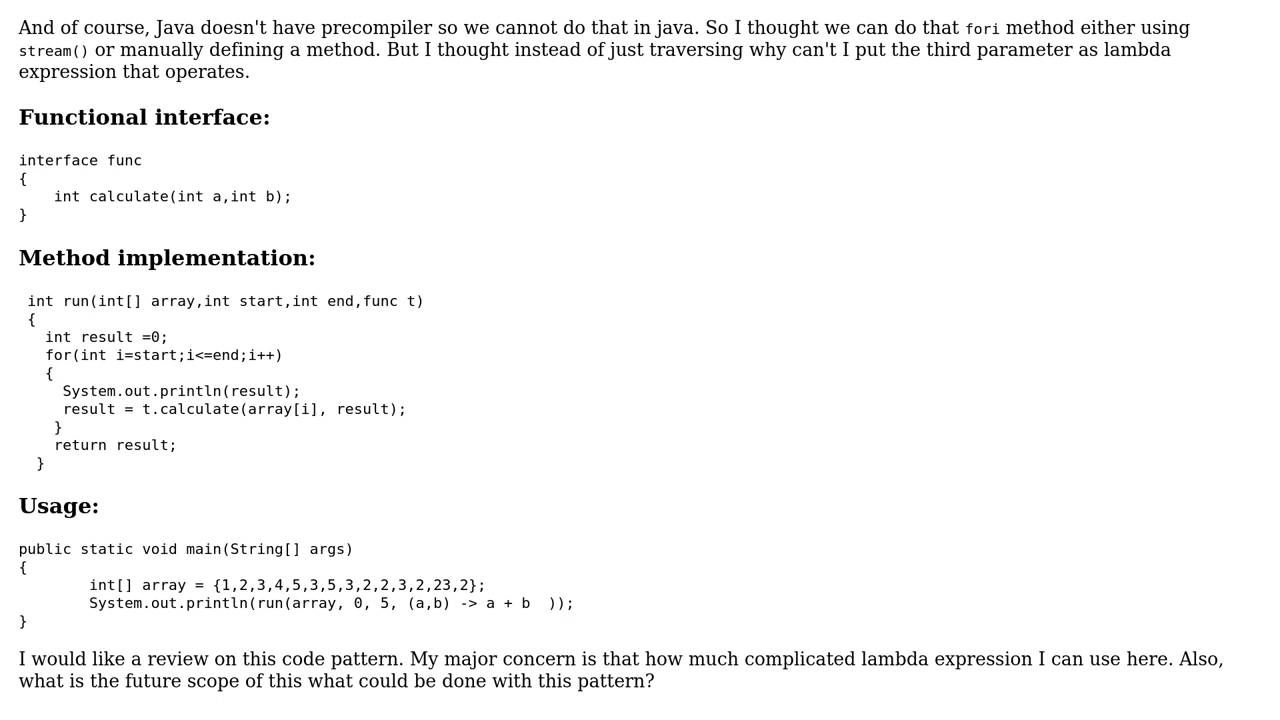 And of course, Java doesn't have precompiler so we cannot do that in java. So I thought we can do that fori method either using
stream() or manually defining a method. But I thought instead of just traversing why can't I put the third parameter as lambda
expression that operates.
Functional interface:
interface func
{
    int calculate(int a,int b);
}
Method implementation:
 int run(int[] array,int start,int end,func t)
 {
   int result =0;
   for(int i=start;i<=end;i++)
   {
     System.out.println(result);
     result = t.calculate(array[i], result);
    }
    return result;
  }
Usage:
public static void main(String[] args)
{
        int[] array = {1,2,3,4,5,3,5,3,2,2,3,2,23,2};
        System.out.println(run(array, 0, 5, (a,b) -> a + b  ));
}
I would like a review on this code pattern. My major concern is that how much complicated lambda expression I can use here. Also,
what is the future scope of this what could be done with this pattern?